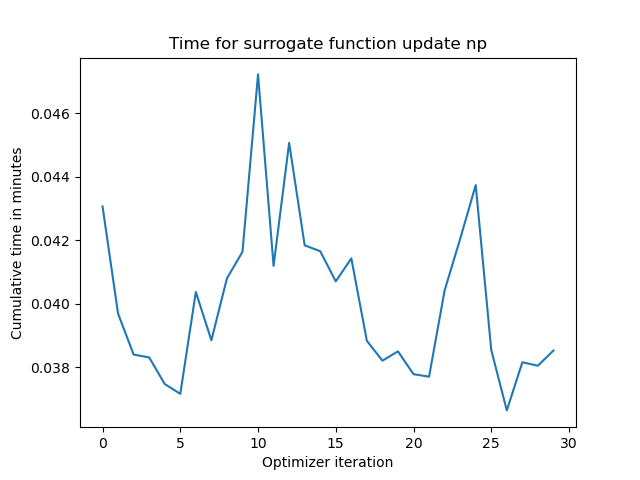 Time for surrogate function update np
0.046
0.044
0.042
0.040
0.038
Cumulative time in minutes
0 5 10 15 20 25 30
Optimizer iteration